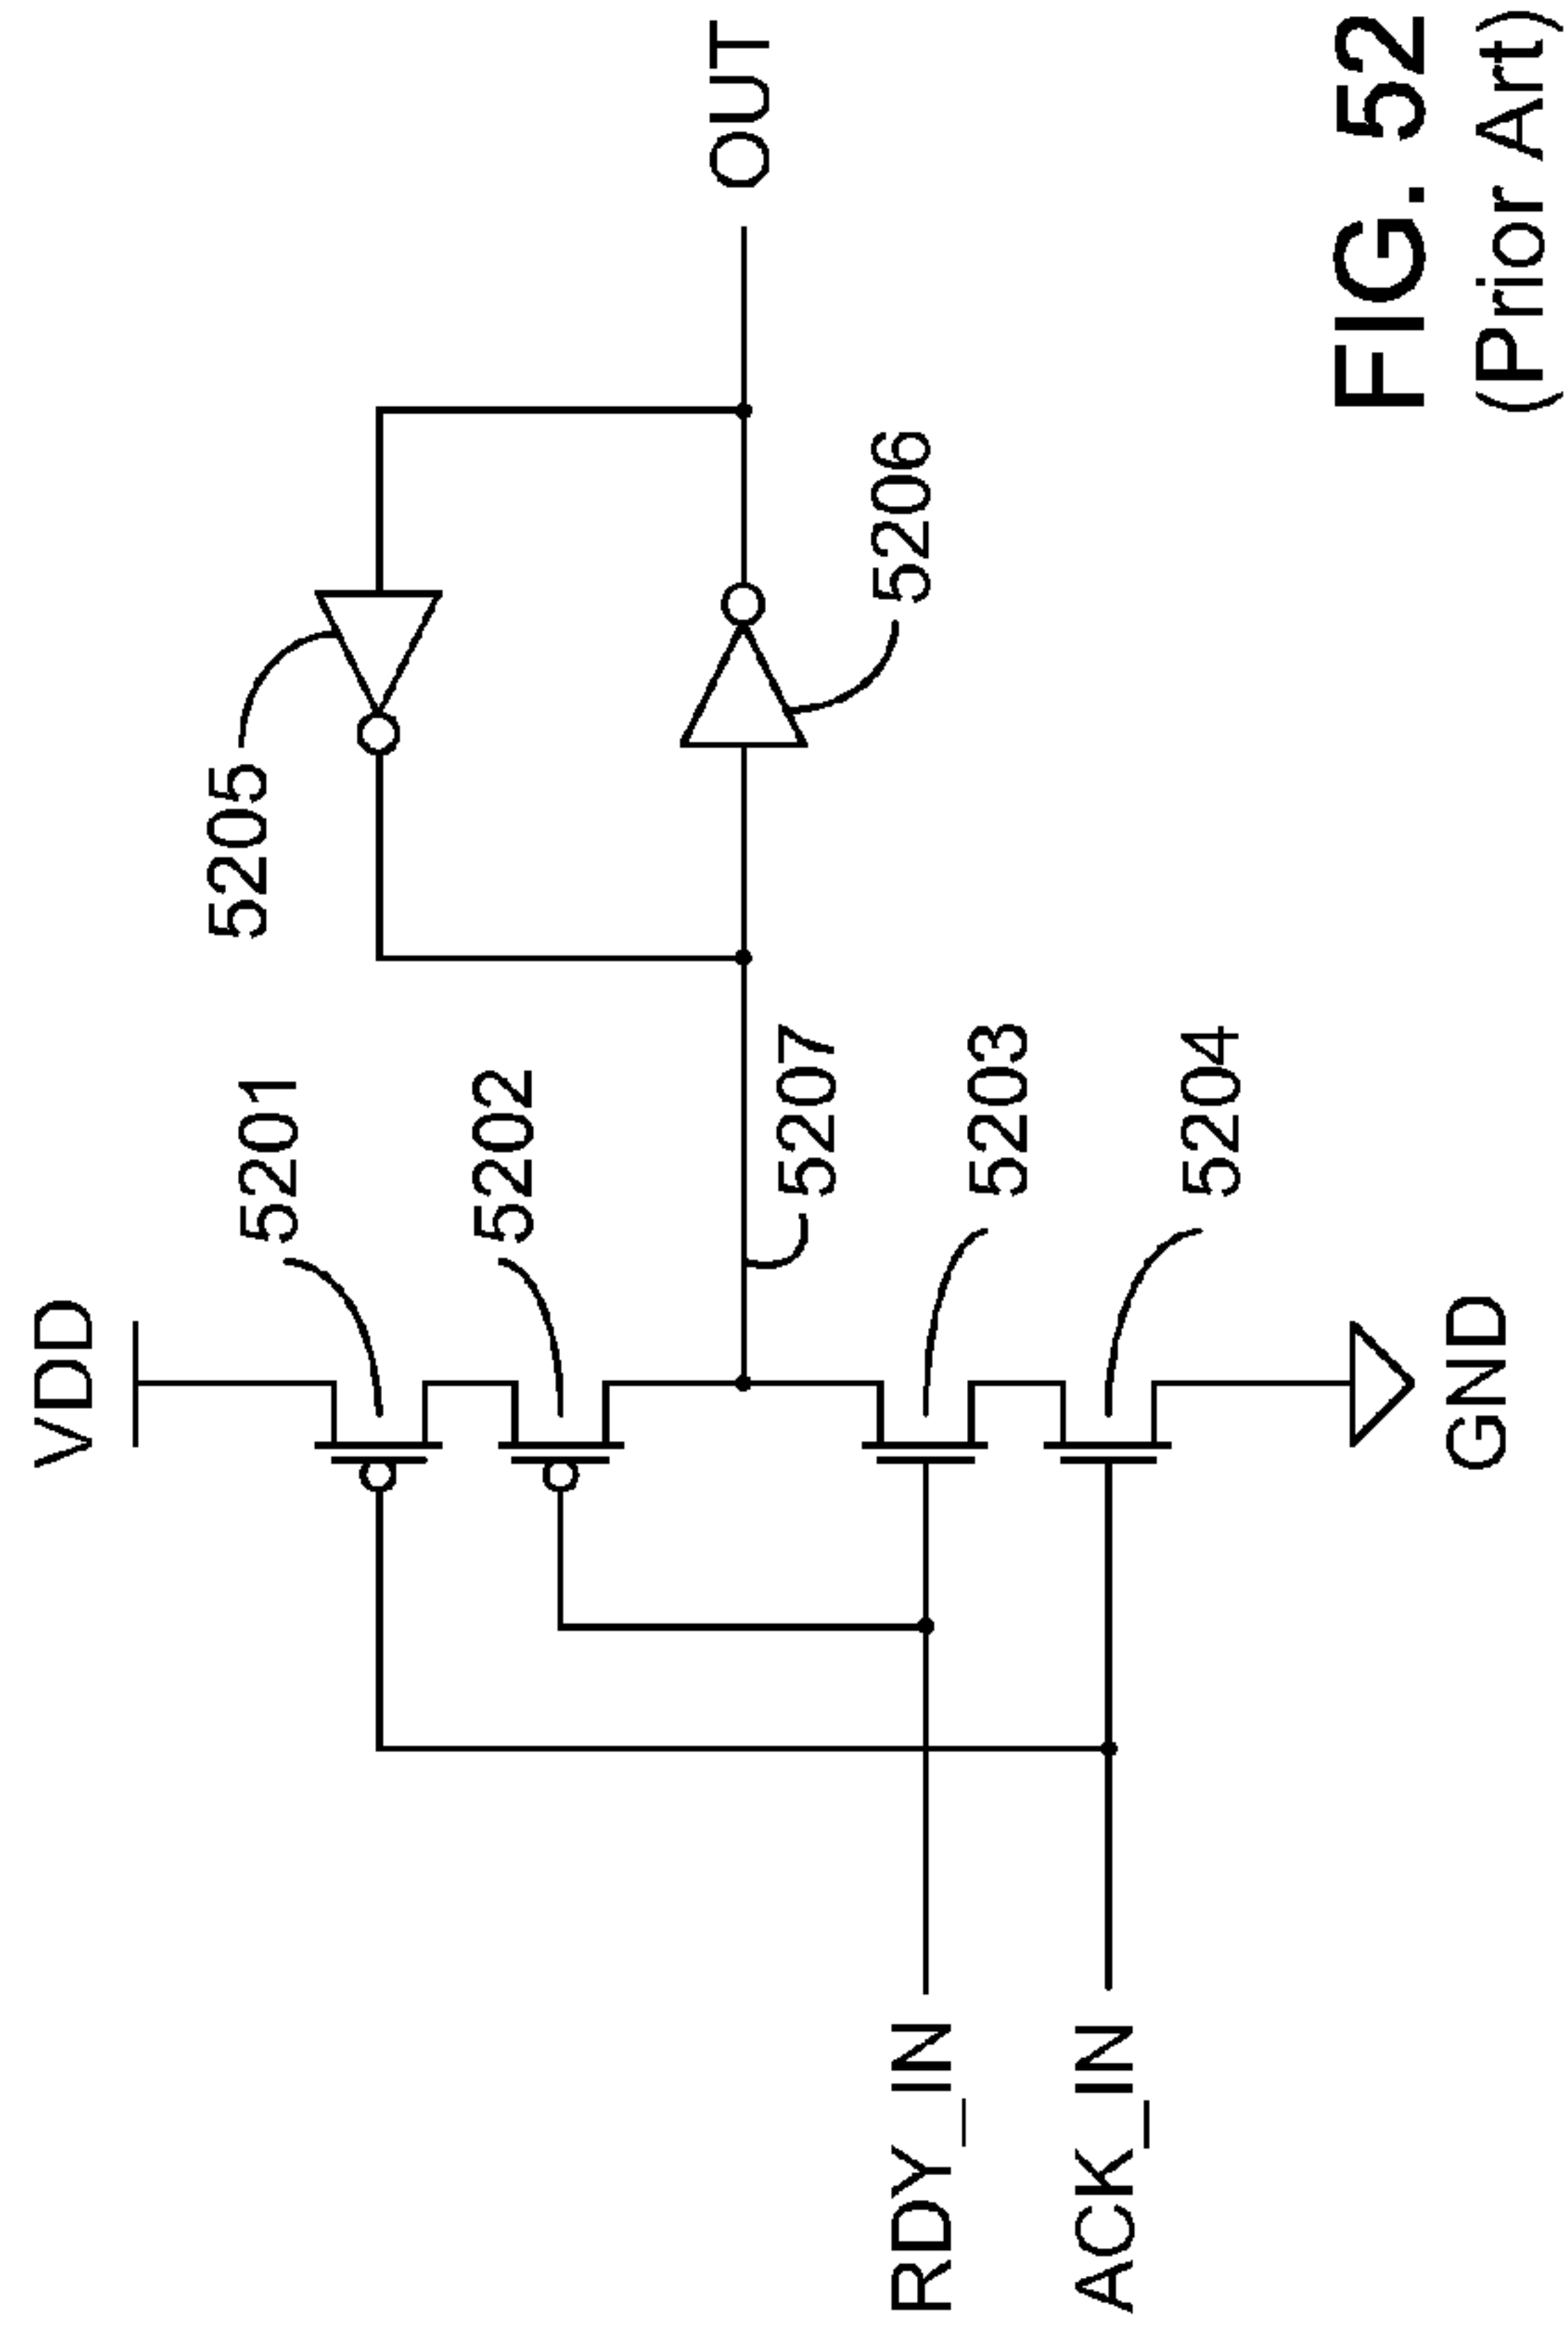 VDD
5201
5202
5207
5203
5204
GND
RDY_IN
ACK_IN
5205
5206
OUT
FIG. 52
(Prior Art)